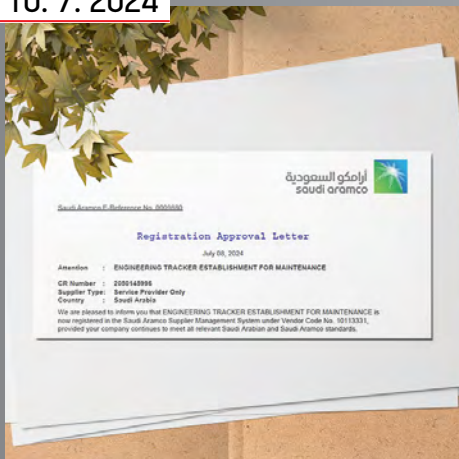 10. 7. 2024
أرامكو السعودية
saudi aramco
Saudi Aramco E-Reference No.
Registration Approval Letter
July 08, 2024
Attention : ENGINEERING TRACKER ESTABLISHMENT FOR MAINTENANCE
CR Number :
Supplier Type: Service Provider Only
Country : Saudi Arabia
We are pleased to inform you that ENGINEERING TRACKER ESTABLISHMENT FOR MAINTENANCE is
now registered in the Saudi Aramco Supplier Management System under Vendor Code No. 10113331,
provided your company continues to meet all relevant Saudi Arabian and Saudi Aramco standards.